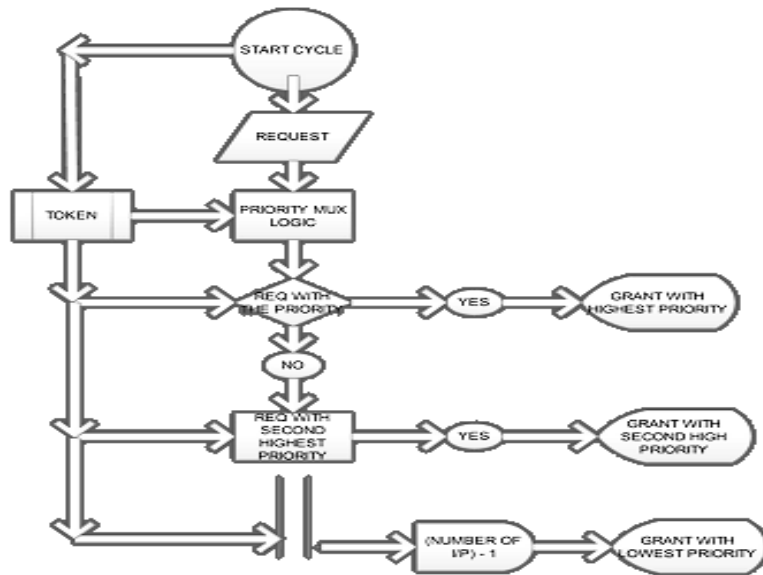 START CYCLE
REQUEST
TOKEN
PRIORITY MUX
LOGIC
REQ WITH
THE PRIORITY
YES
GRANT WITH
HIGHEST PRIORITY
NO
REQ WITH
SECOND
HIGHEST
PRIORITY
YES
GRANT WITH
SECOND HIGH
PRIORITY
(NUMBER OF
I/P) - 1
GRANT WITH
LOWEST PRIORITY